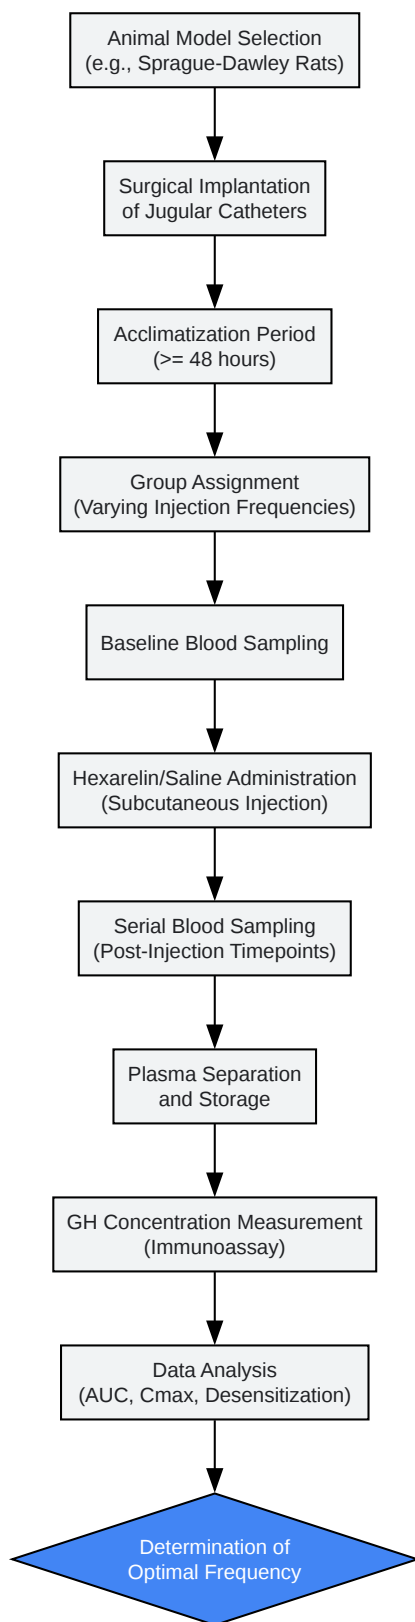 Animal Model Selection
(e.g., Sprague-Dawley Rats)
Surgical Implantation
of Jugular Catheters
Acclimatization Period
(>= 48 hours)
Group Assignment
(Varying Injection Frequencies)
Baseline Blood Sampling
Hexarelin/Saline Administration
(Subcutaneous Injection)
Serial Blood Sampling
(Post-Injection Timepoints)
Plasma Separation
and Storage
GH Concentration Measurement
(Immunoassay)
Data Analysis
(AUC, Cmax, Desensitization)
Determination of
Optimal Frequency